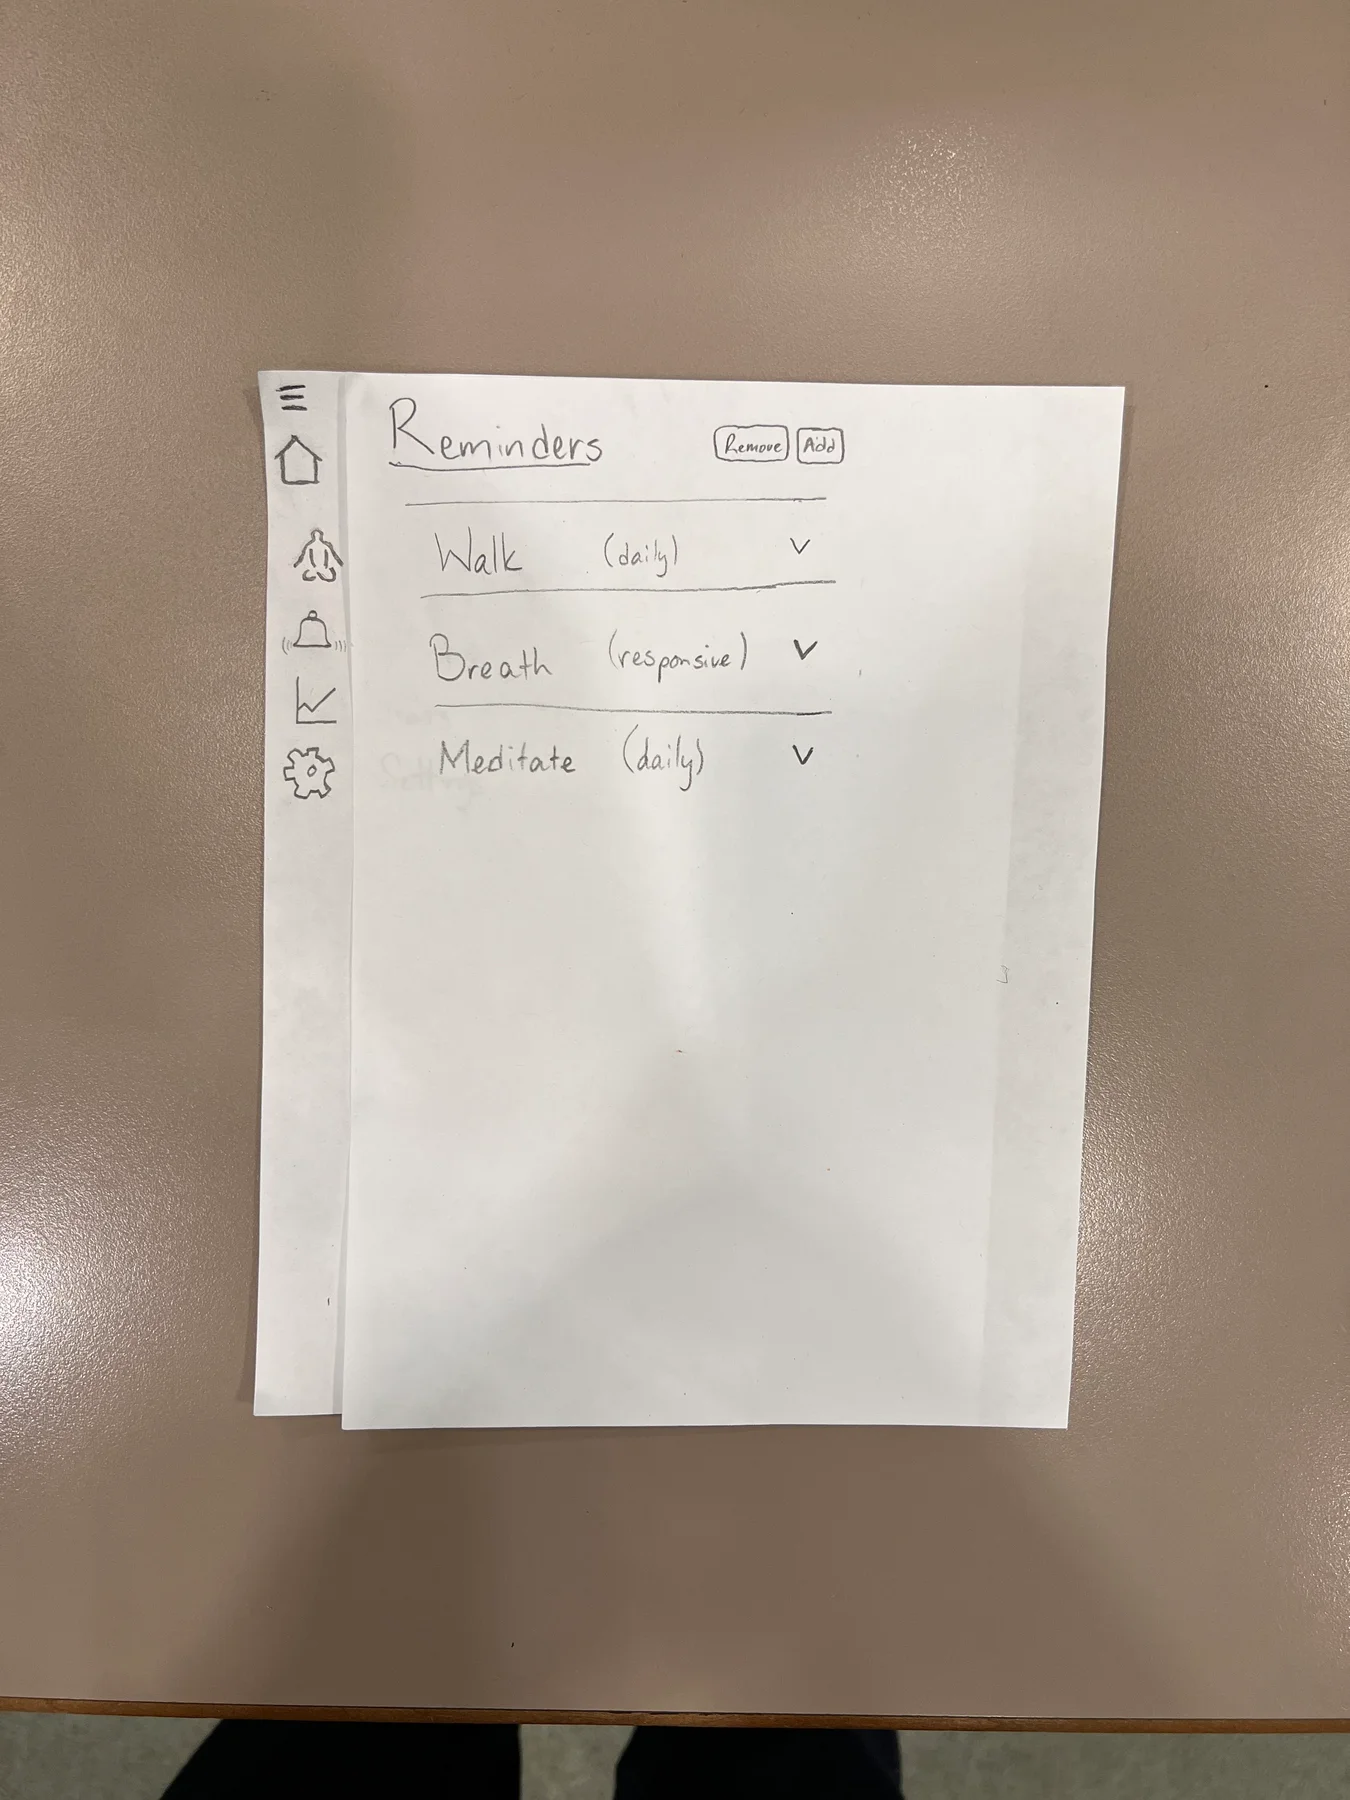 Reminders Remove Add
Walk (daily)
Breath (responsive)
Meditate (daily)